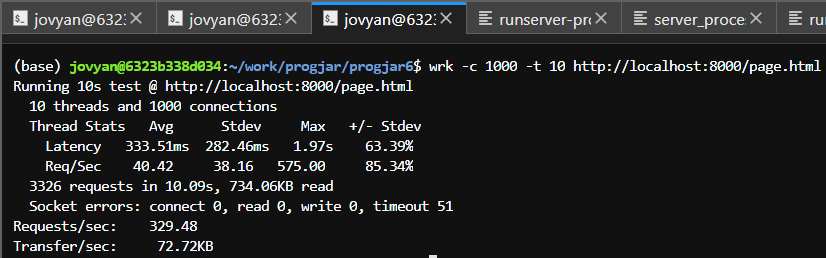 jovyan@6323 jovyan@6323 jovyan@6323 runserver-pro server_proces ru
(base) jovyan@6323b338d034:~/work/progjar/progjar6$ wrk -c 1000 -t 10 http://localhost:8000/page.html
Running 10s test @ http://localhost:8000/page.html
10 threads and 1000 connections
Thread Stats Avg Stdev Max +/- Stdev
Latency 333.51ms 282.46ms 1.97s 63.39%
Req/Sec 40.42 38.16 575.00 85.34%
3326 requests in 10.09s, 734.06KB read
Socket errors: connect 0, read 0, write 0, timeout 51
Requests/sec: 329.48
Transfer/sec: 72.72KB